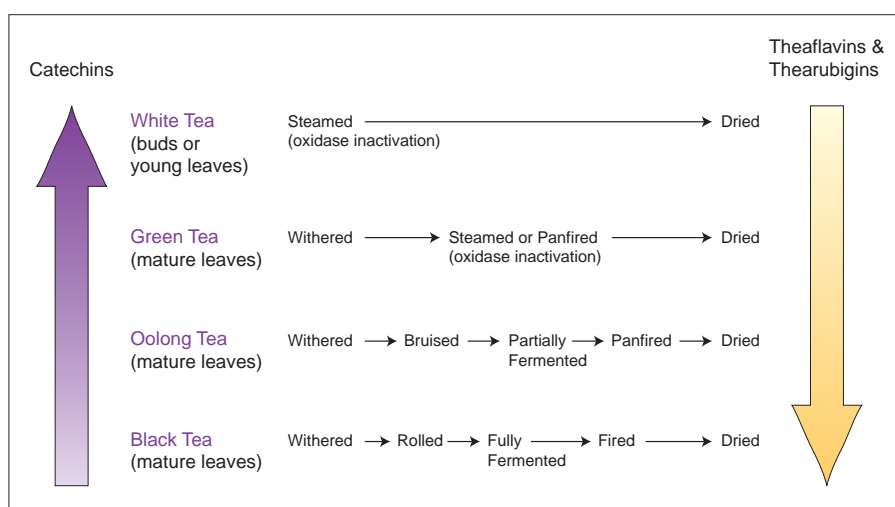 Catechins
Theaflavins &
Thearubigins
White Tea
(buds or
young leaves)
Steamed
(oxidase inactivation)
Dried
Green Tea
(mature leaves)
Withered
Steamed or Panfired
(oxidase inactivation)
Dried
Oolong Tea
(mature leaves)
Withered
Bruised
Partially
Fermented
Panfired
Dried
Black Tea
(mature leaves)
Withered
Rolled
Fully
Fermented
Fired
Dried